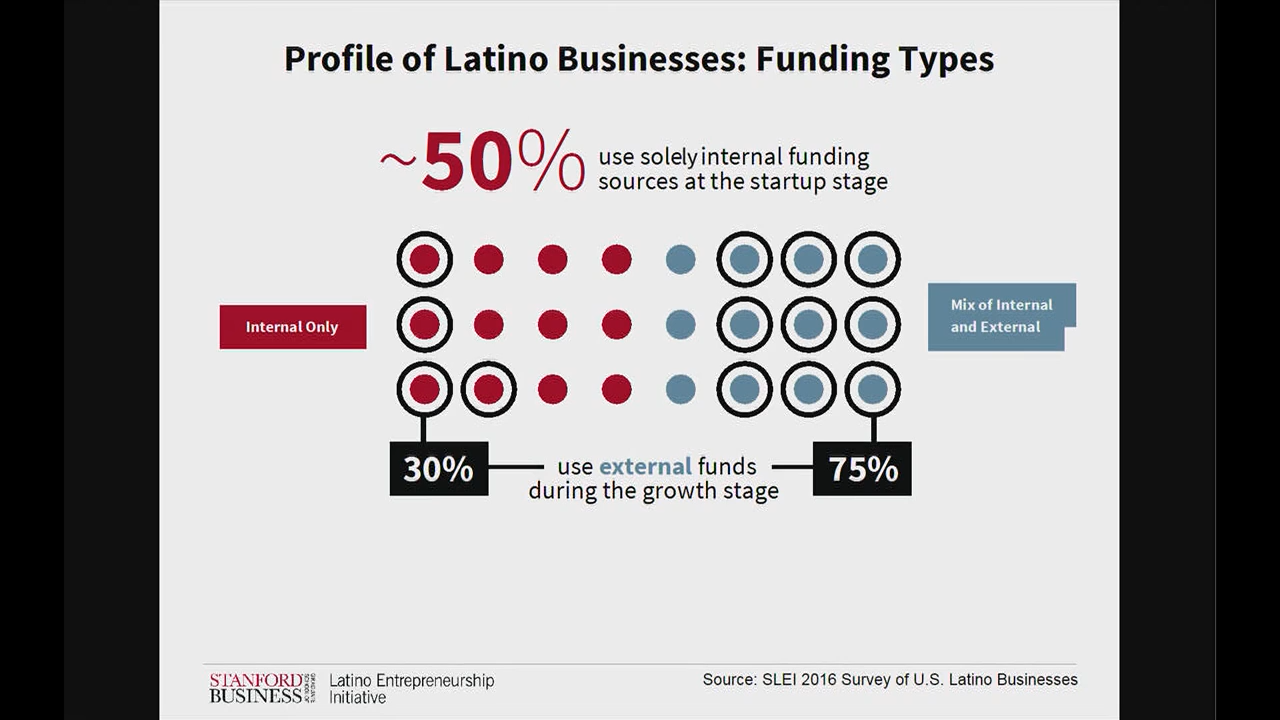 Profile of Latino Businesses: Funding Types
~50%
use solely internal funding
sources at the startup stage
Internal Only
Mix of Internal
and External
30%
use external funds
during the growth stage
75%
STANFORD
BUSINESS
Latino Entrepreneurship
Initiative
Source: SLEI 2016 Survey of U.S. Latino Businesses